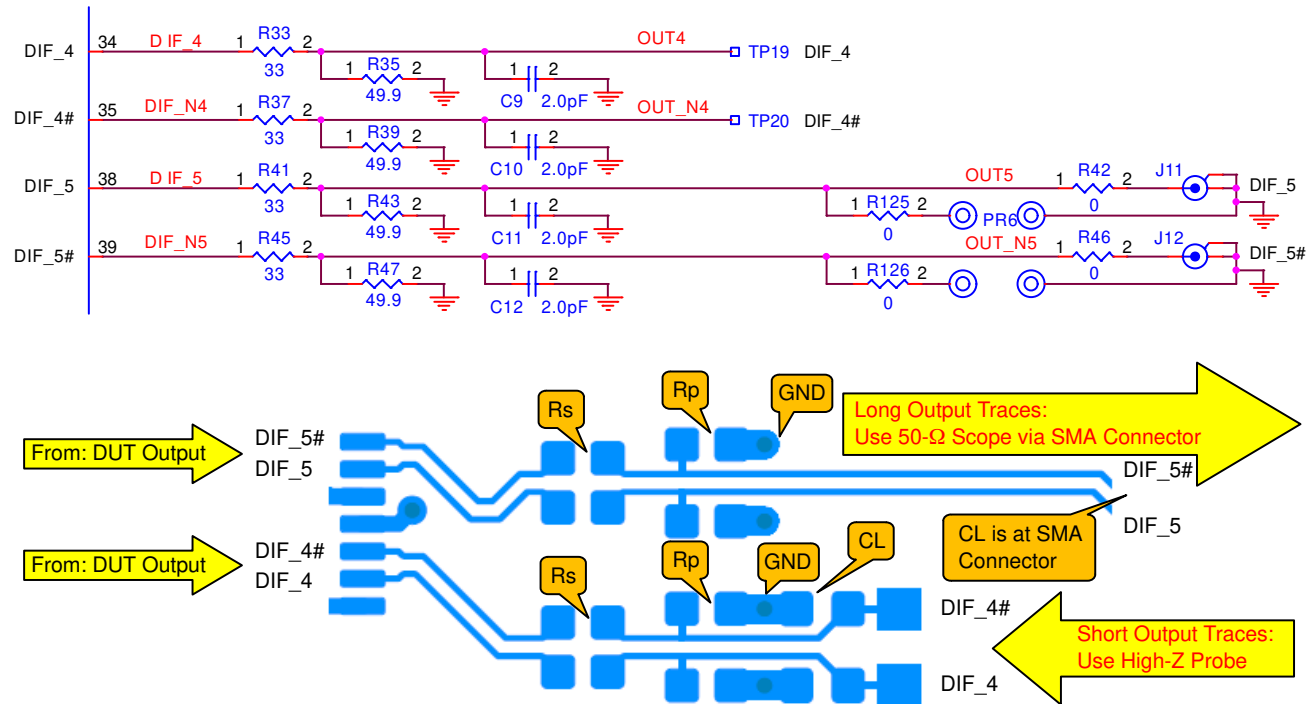 DIF_4 34 D IF_4 1 R33 2 OUT4 TP19 DIF_4
33
1 R35 2 1 2
49.9 C9 2.0pF
DIF_4# 35 DIF_N4 1 R37 2 OUT_N4 TP20 DIF_4#
33
1 R39 2 1 2
49.9 C10 2.0pF
DIF_5 38 D IF_5 1 R41 2 OUT5 1 R42 2 J11 DIF_5
33 0
1 R43 2 1 2 1 R125 2 PR6
49.9 C11 2.0pF 0
DIF_5# 39 DIF_N5 1 R45 2 OUT_N5 1 R46 2 J12 DIF_5#
33 0
1 R47 2 1 2 1 R126 2
49.9 C12 2.0pF 0
Rs
Rp
GND
Long Output Traces:
Use 50-Ω Scope via SMA Connector
From: DUT Output
DIF_5#
DIF_5
DIF_5#
DIF_5
CL is at SMA
Connector
From: DUT Output
DIF_4#
DIF_4
Rs
Rp
GND
CL
DIF_4#
DIF_4
Short Output Traces:
Use High-Z Probe